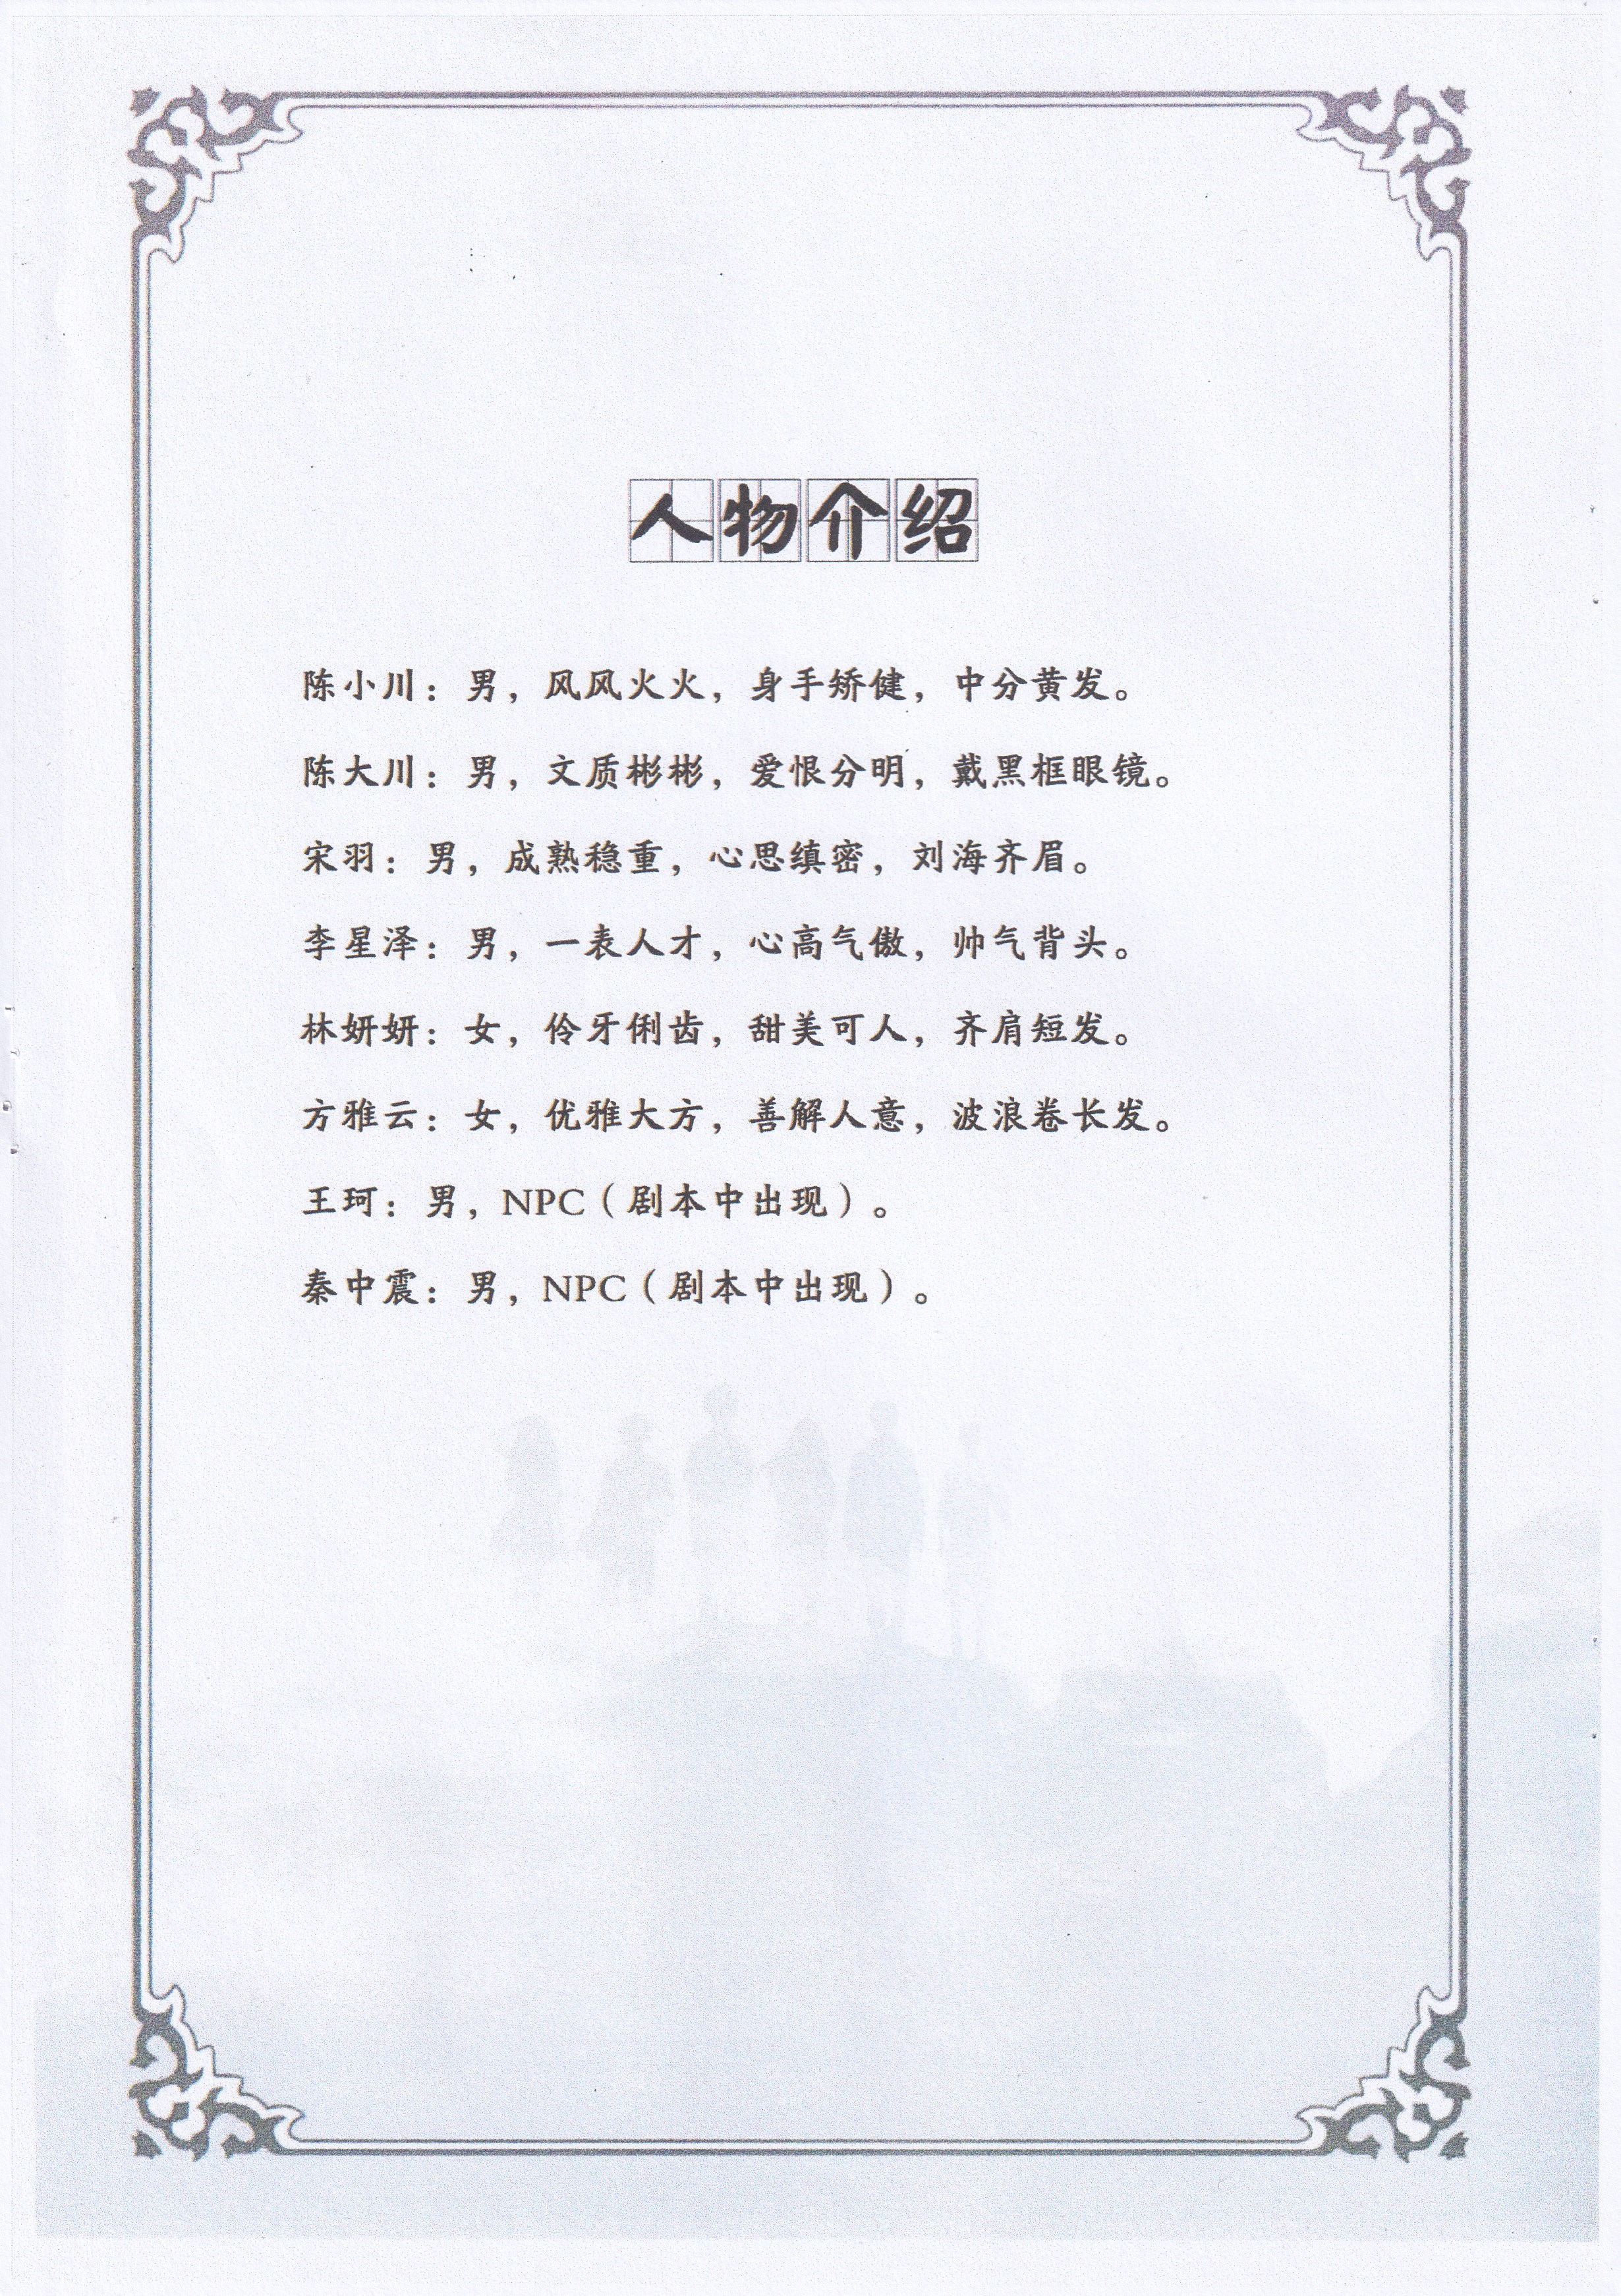 人物介绍
陈小川：男，风风火火，身手矫健，中分黄发。
陈大川：男，文质彬彬，爱恨分明，戴黑框眼镜。
宋羽：男，成熟稳重，心思缜密，刘海齐眉。
李星泽：男，一表人才，心高气傲，帅气背头。
林妍妍：女，伶牙俐齿，甜美可人，齐肩短发。
方雅云：女，优雅大方，善解人意，波浪卷长发。
王珂：男，NPC（剧本中出现）。
秦中震：男，NPC（剧本中出现）。